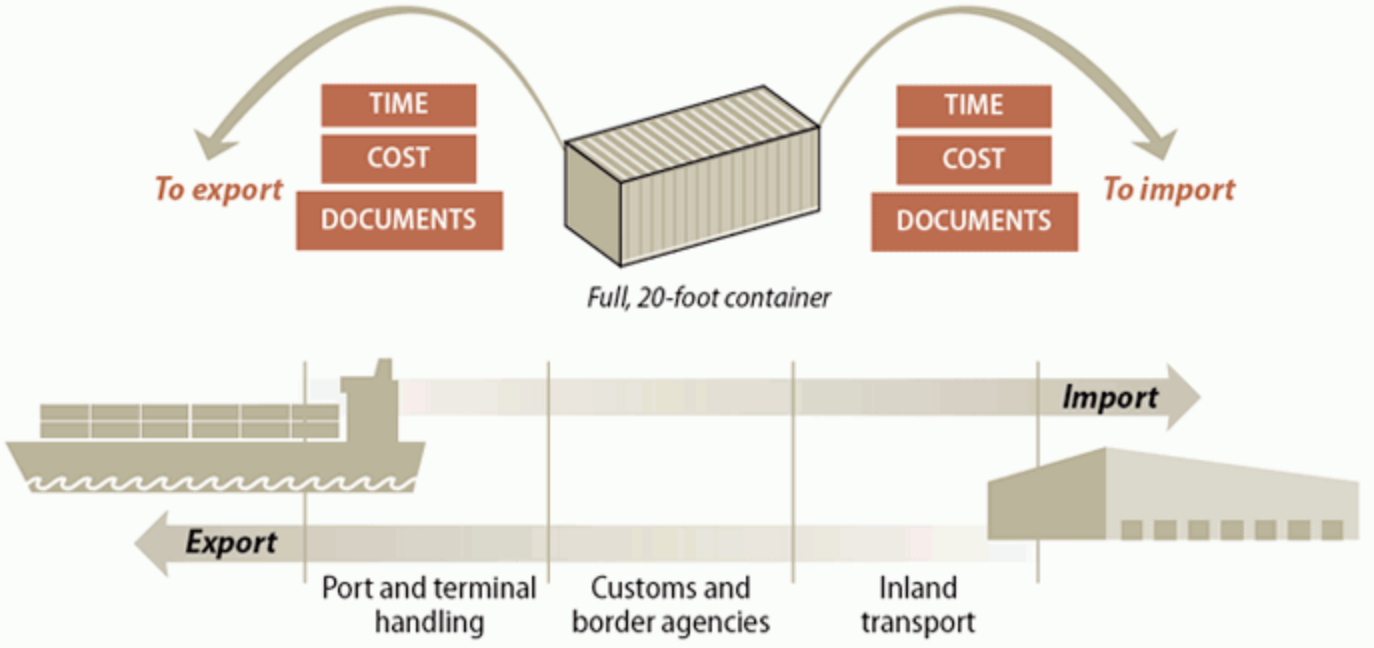 TIME
COST
DOCUMENTS
To export
TIME
COST
DOCUMENTS
To import
Full, 20-foot container
Import
Export
Port and terminal
handling
Customs and
border agencies
Inland
transport